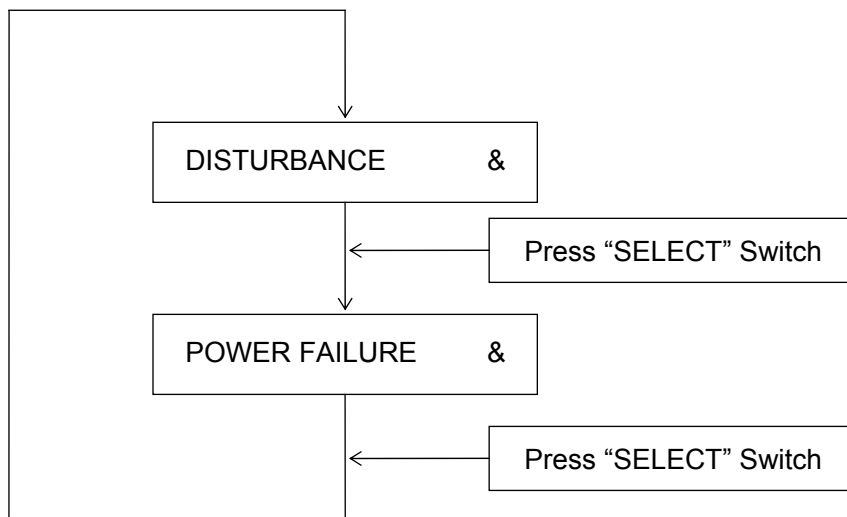 DISTURBANCE &
Press “SELECT” Switch
POWER FAILURE &
Press “SELECT” Switch